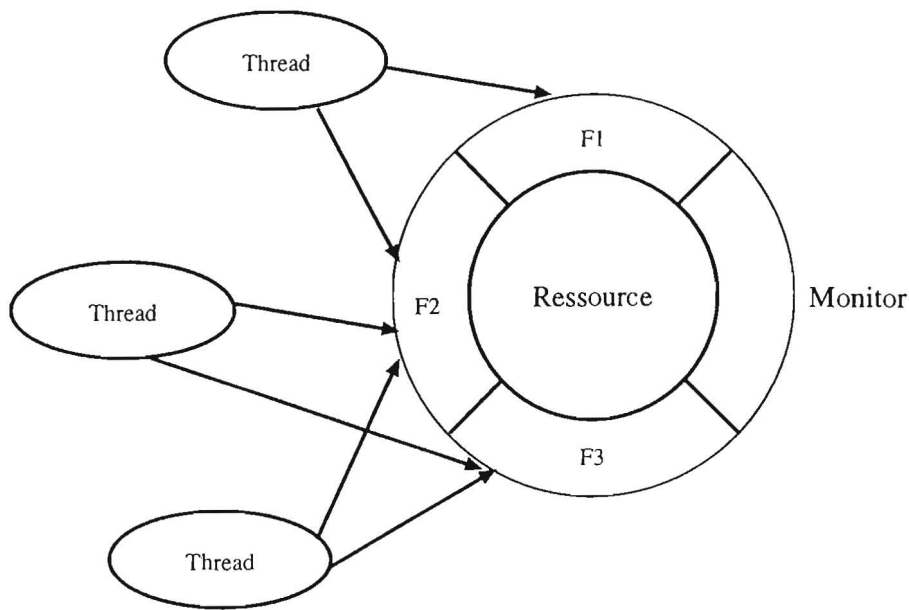 Thread
F1
Thread
F2
Ressource
Monitor
F3
Thread